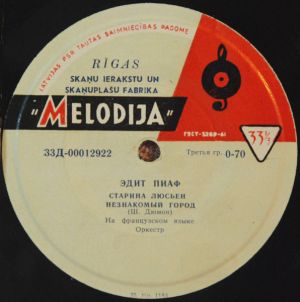 LATVIJAS PSR TAUTAS SAIMNIECĪBAS PADOME
RĪGAS
SKAŅU IERAKSTU UN
SKAŅUPLAŠU FABRIKA
"MELODIJA"
ГОСТ-5289-61
33⅓
33Д-00012922
Третья гр. 0-70
ЭДИТ ПИАФ
СТАРИНА ЛЮСЬЕН
НЕЗНАКОМЫЙ ГОРОД
(Ш. Дюмон)
На французском языке
Оркестр